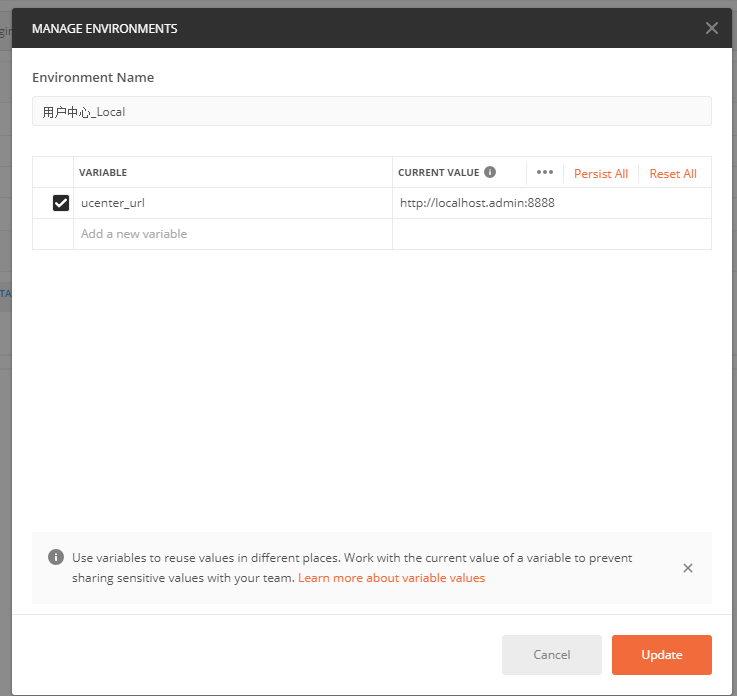 MANAGE ENVIRONMENTS
Environment Name
用户中心_Local
VARIABLE CURRENT VALUE ••• Persist All Reset All
ucenter_url http://localhost.admin:8888
Add a new variable
TA
Use variables to reuse values in different places. Work with the current value of a variable to prevent
sharing sensitive values with your team. Learn more about variable values
Cancel Update